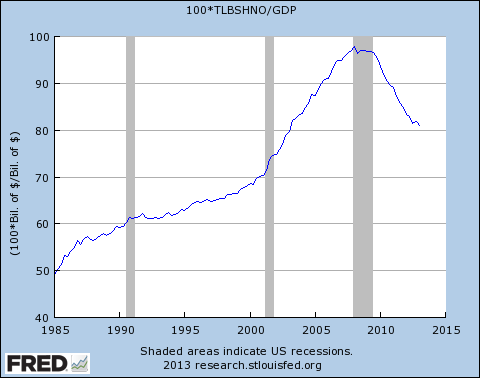 100*TLBSHNO/GDP
100
90
80
70
60
50
40
(100*Bil. of $/Bil. of $)
1985 1990 1995 2000 2005 2010 2015
FRED
Shaded areas indicate US recessions.
2013 research.stlouisfed.org